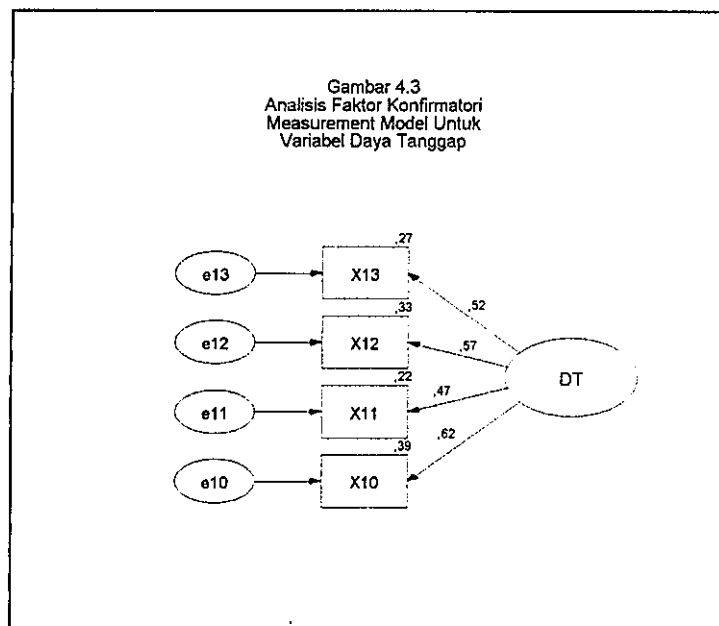 Gambar 4.3
Analisis Faktor Konfirmatori
Measurement Model Untuk
Variabel Daya Tanggap
,27
e13
X13
,52
,33
e12
X12
,57
DT
,22
e11
X11
,47
,39
e10
X10
,62